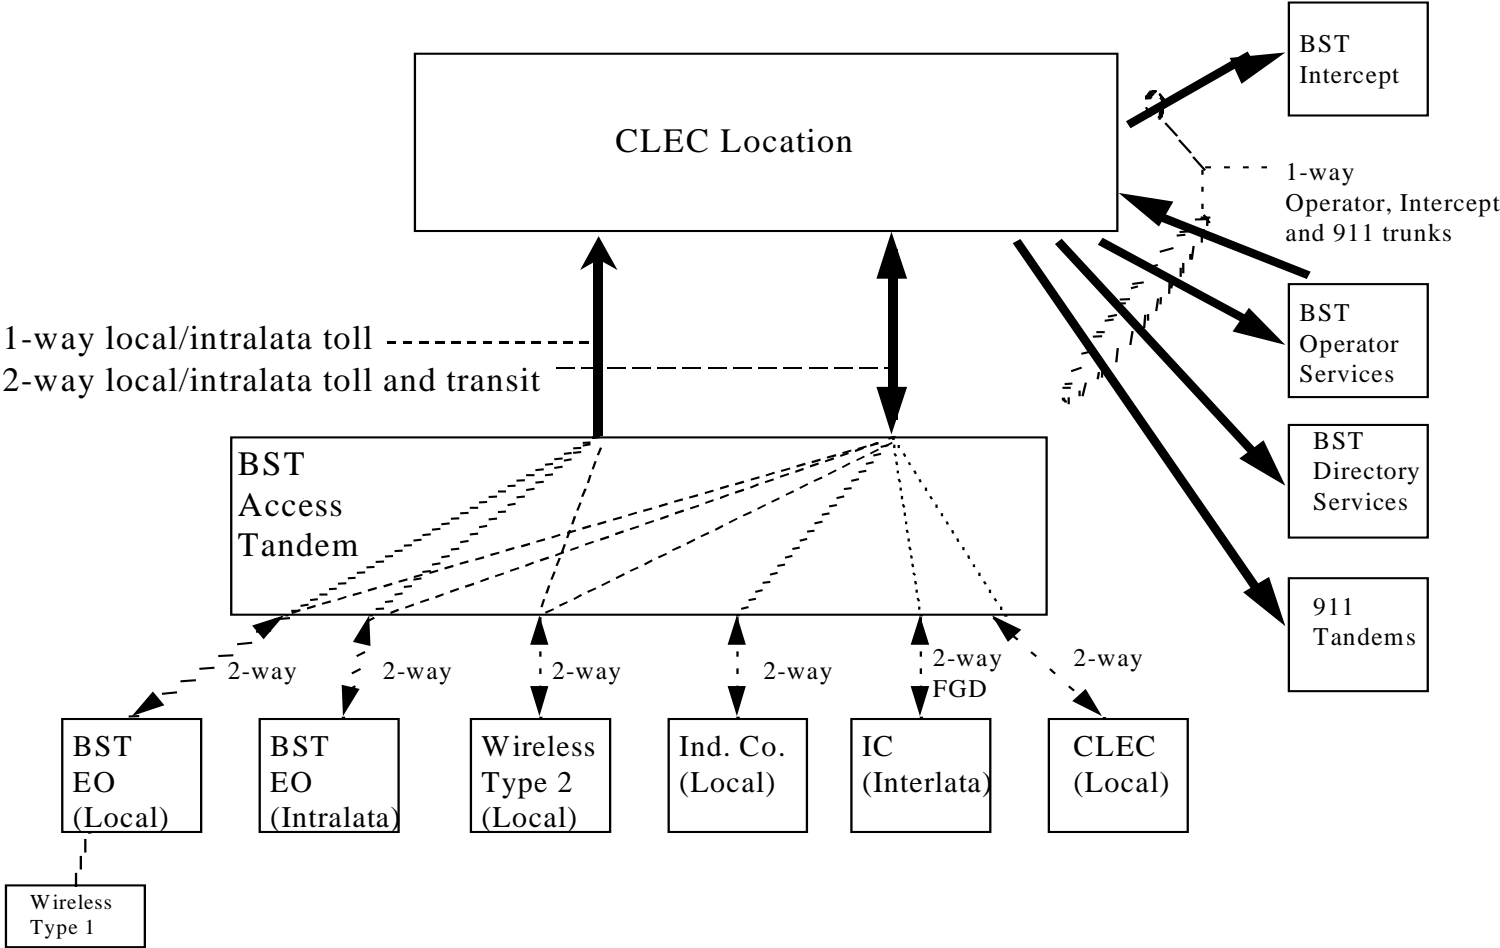 BST
Intercept
CLEC Location
1-way
Operator, Intercept
and 911 trunks
BST
Operator
Services
1-way local/intralata toll
2-way local/intralata toll and transit
BST
Access
Tandem
BST
Directory
Services
911
Tandems
2-way
2-way
2-way
2-way
2-way
FGD
2-way
BST
EO
(Local)
BST
EO
(Intralata)
Wireless
Type 2
(Local)
Ind. Co.
(Local)
IC
(Interlata)
CLEC
(Local)
Wireless
Type 1